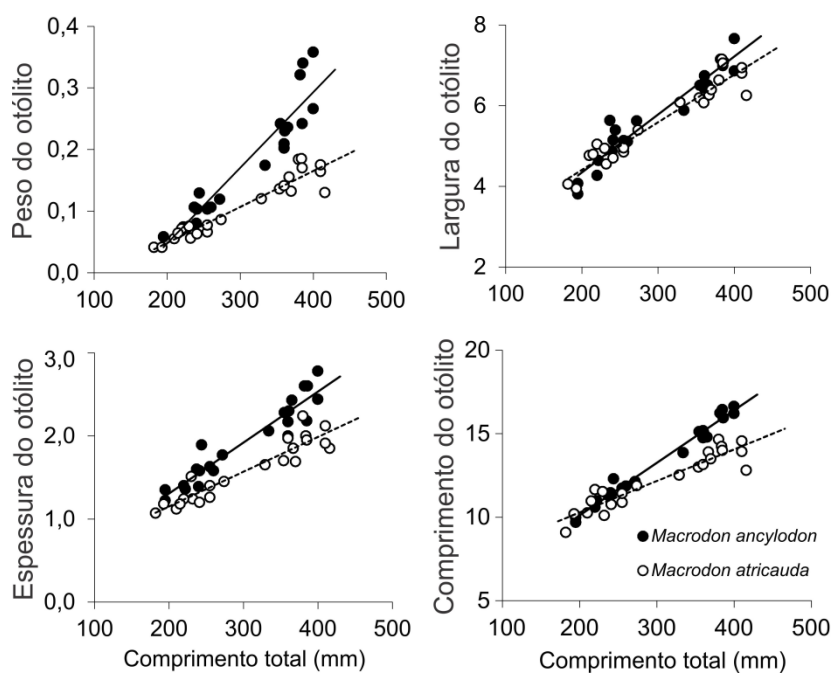 Peso do otólito
0,4
0,3
0,2
0,1
0,0
100 200 300 400 500
Largura do otólito
8
6
4
2
100 200 300 400 500
Espessura do otólito
3,0
2,0
1,0
0,0
100 200 300 400 500
Comprimento total (mm)
Comprimento do otólito
20
15
10
5
100 200 300 400 500
Comprimento total (mm)
Macrodon ancylodon
Macrodon atricauda